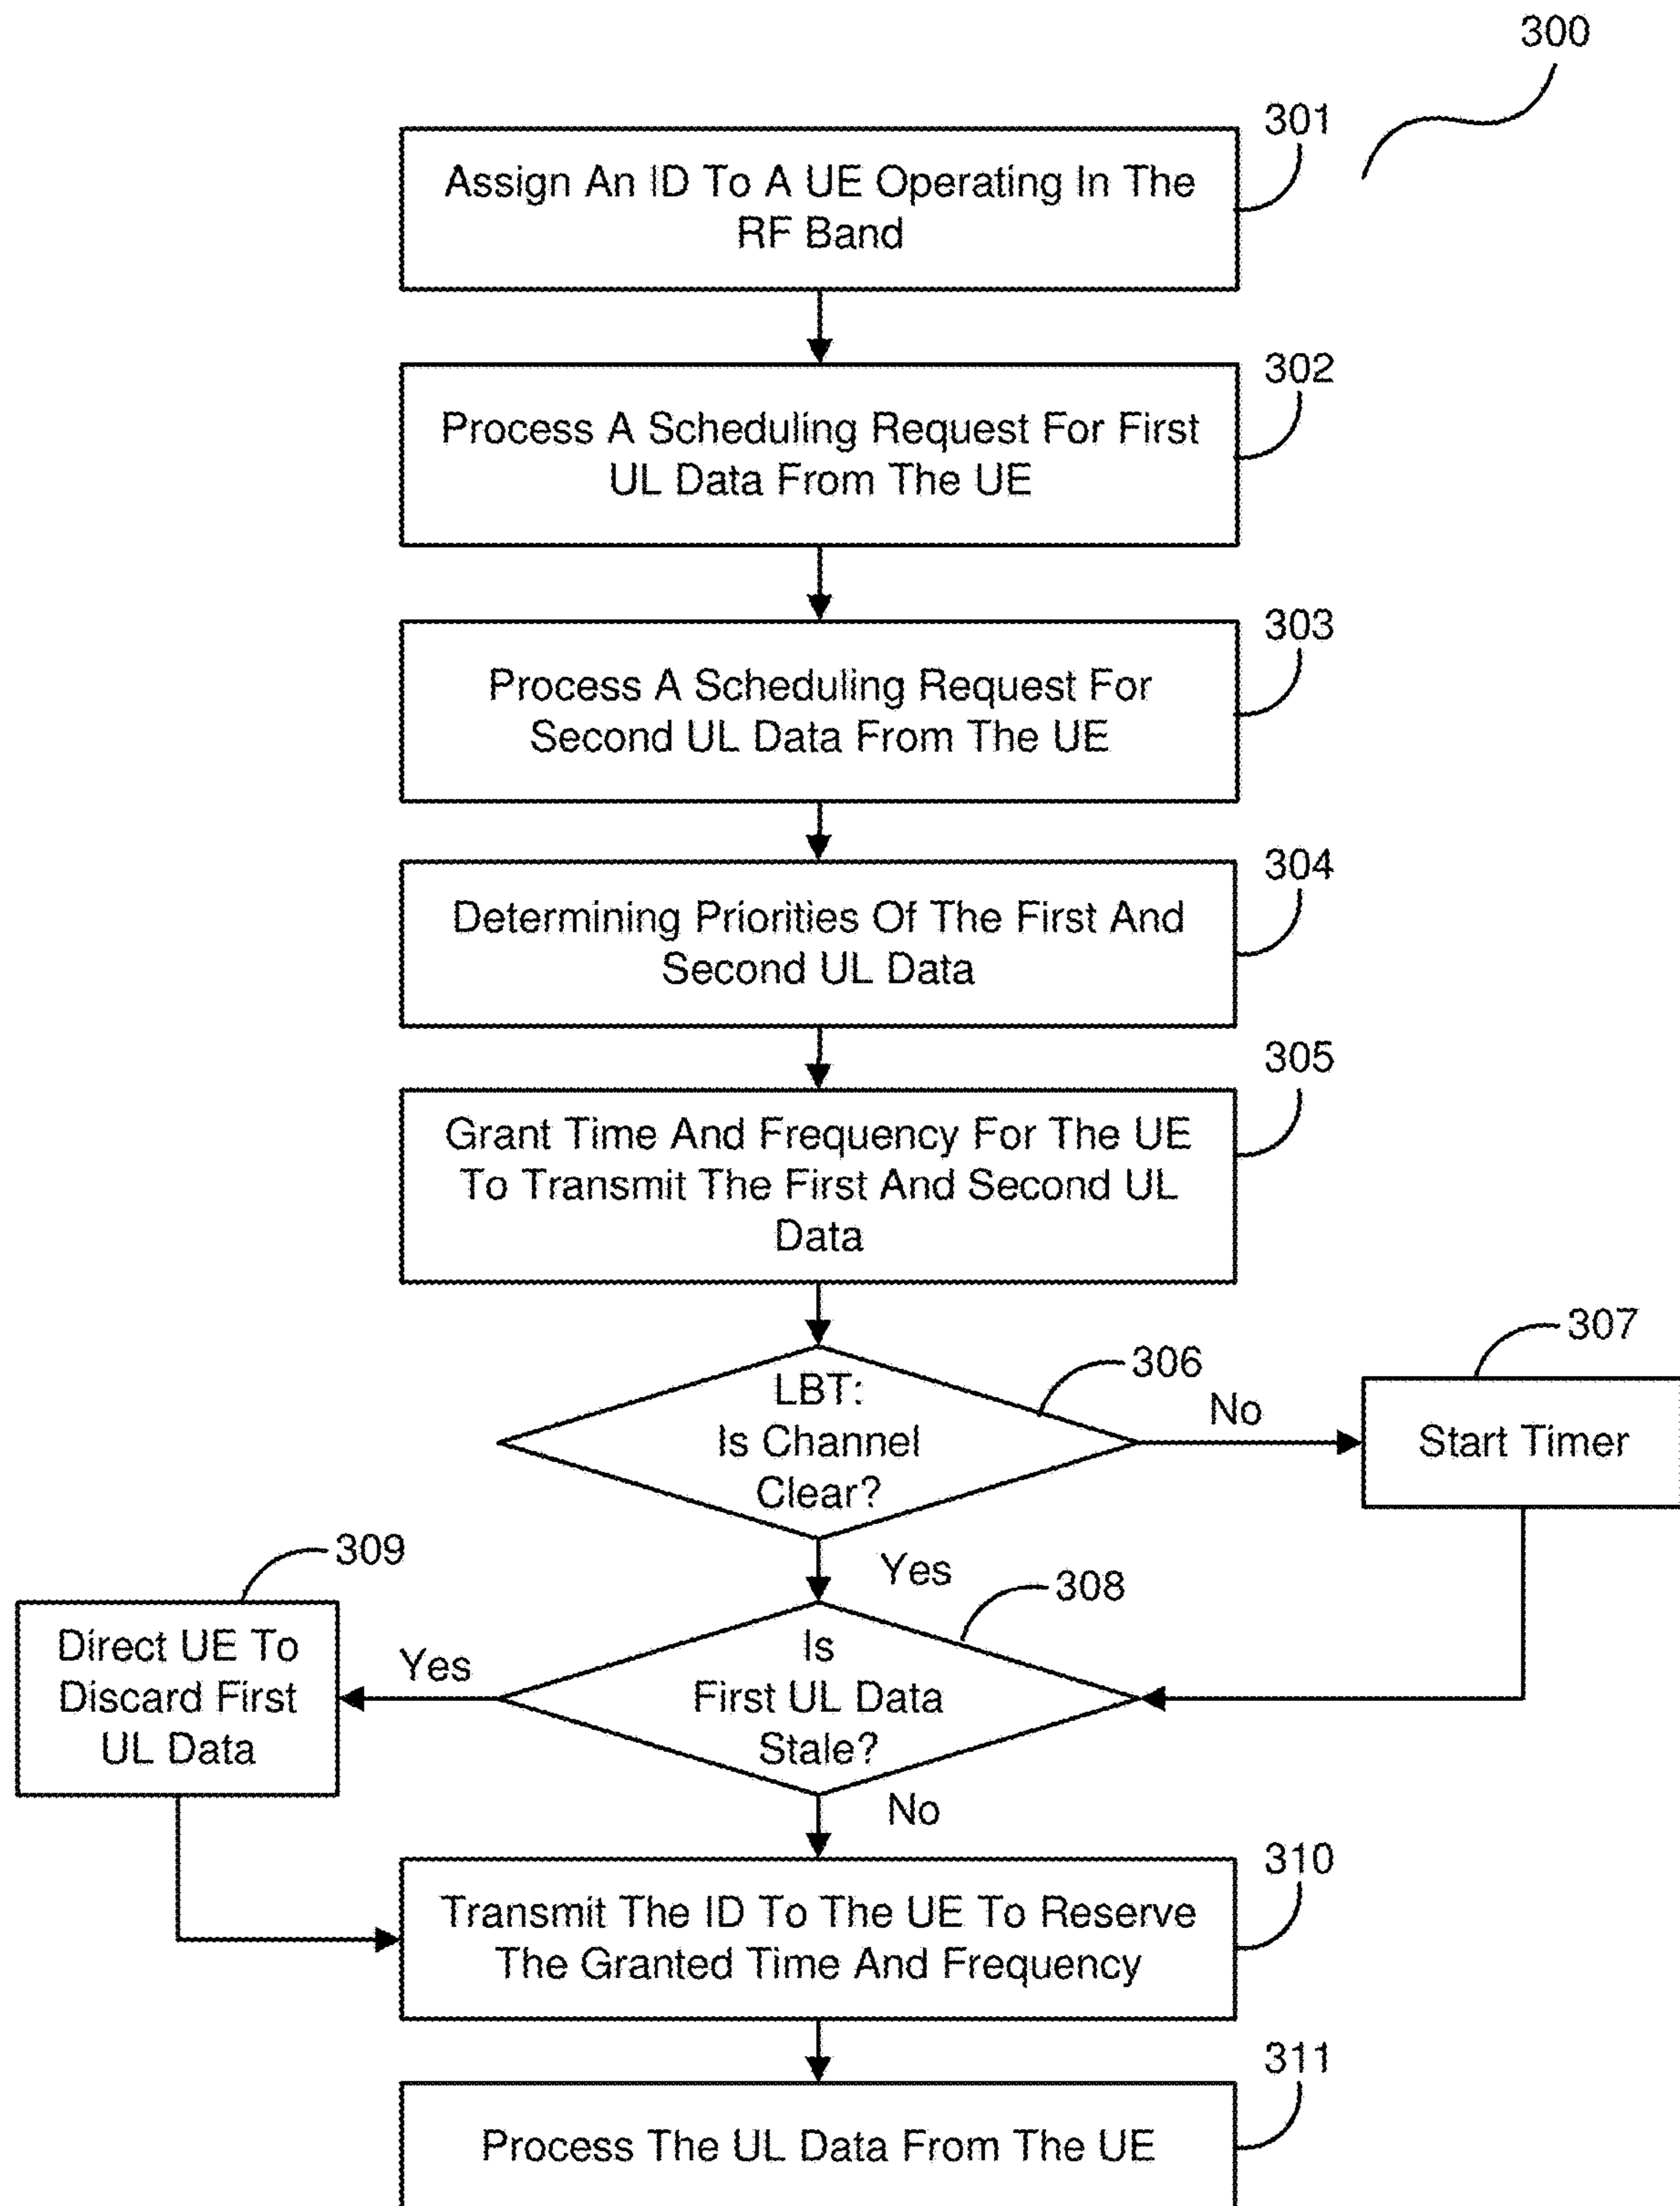 300
301
Assign An ID To A UE Operating In The
RF Band
302
Process A Scheduling Request For First
UL Data From The UE
303
Process A Scheduling Request For
Second UL Data From The UE
304
Determining Priorities Of The First And
Second UL Data
305
Grant Time And Frequency For The UE
To Transmit The First And Second UL
Data
306
LBT:
Is Channel
Clear?
No
307
Start Timer
Yes
308
Is
First UL Data
Stale?
Yes
309
Direct UE To
Discard First
UL Data
No
310
Transmit The ID To The UE To Reserve
The Granted Time And Frequency
311
Process The UL Data From The UE